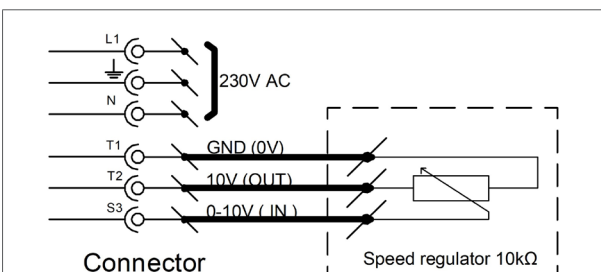 L1
230V AC
N
T1 GND (0V)
T2 10V (OUT)
S3 0-10V ( IN )
Connector
Speed regulator 10kΩ